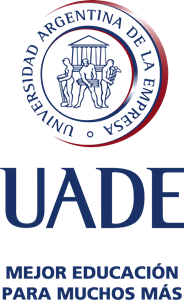 UNIVERSIDAD ARGENTINA DE LA EMPRESA
UADE
MEJOR EDUCACIÓN
PARA MUCHOS MÁS